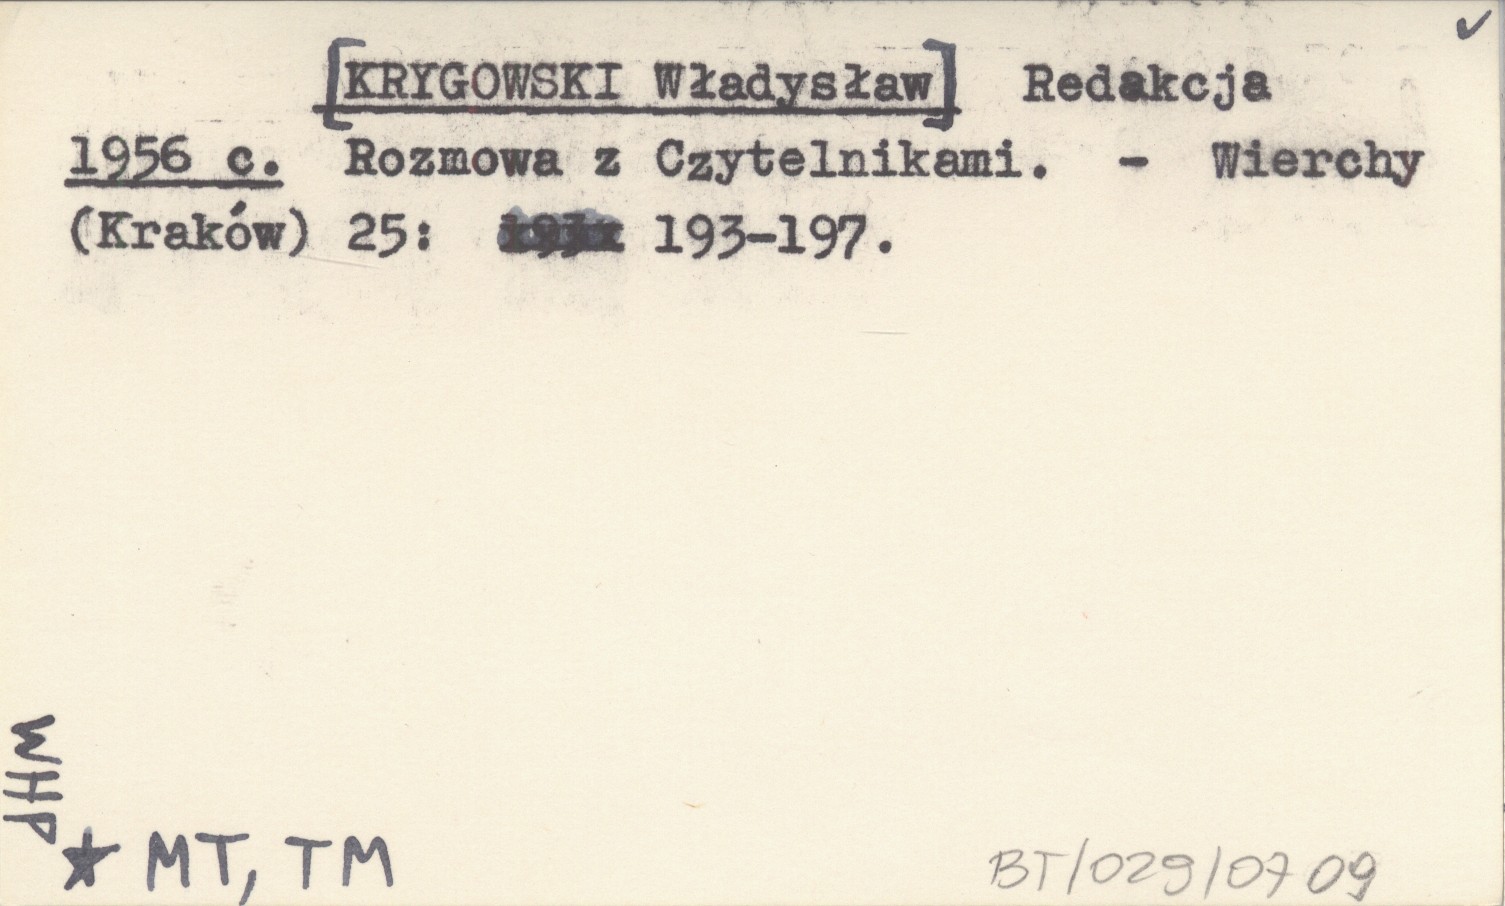 [KRYGOWSKI Władysław] Redakcja
1956 c. Rozmowa z Czytelnikami. - Wierchy
(Kraków) 25: 193-197.
WHP
* MT, TM
BT/029/0709